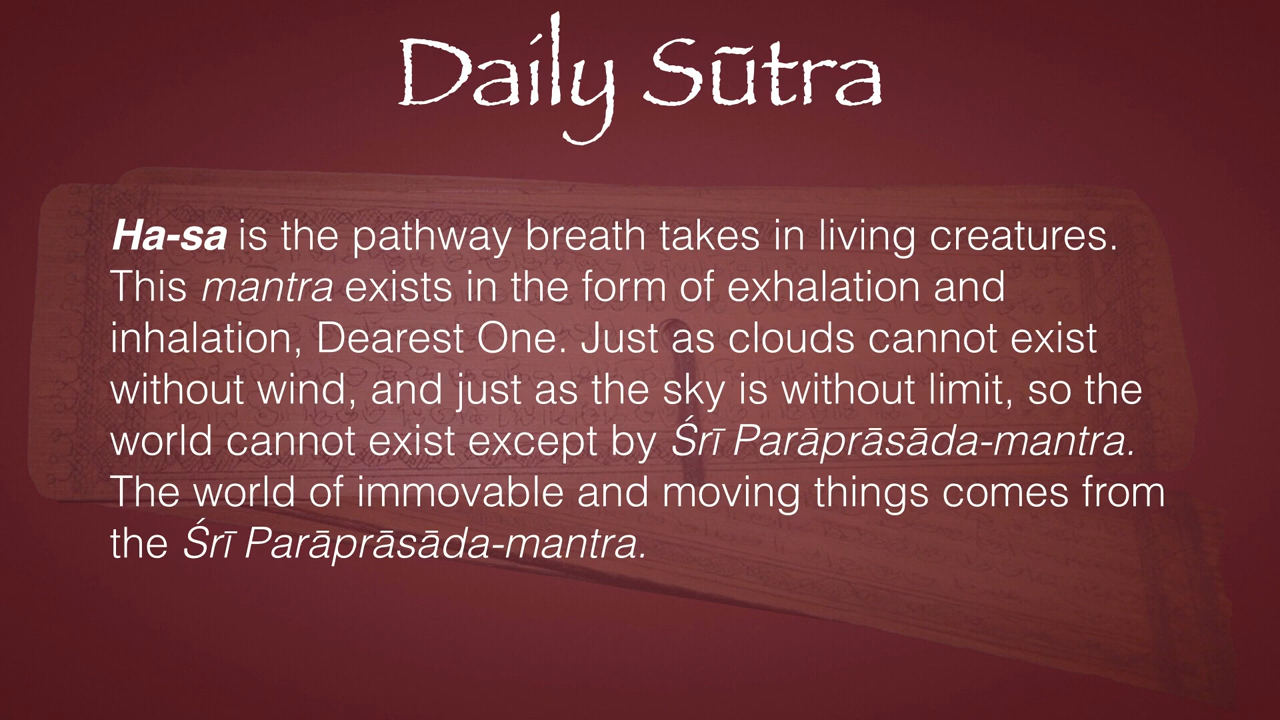 Daily Sūtra
Ha-sa is the pathway breath takes in living creatures.
This mantra exists in the form of exhalation and
inhalation, Dearest One. Just as clouds cannot exist
without wind, and just as the sky is without limit, so the
world cannot exist except by Śrī Parāprāsāda-mantra.
The world of immovable and moving things comes from
the Śrī Parāprāsāda-mantra.